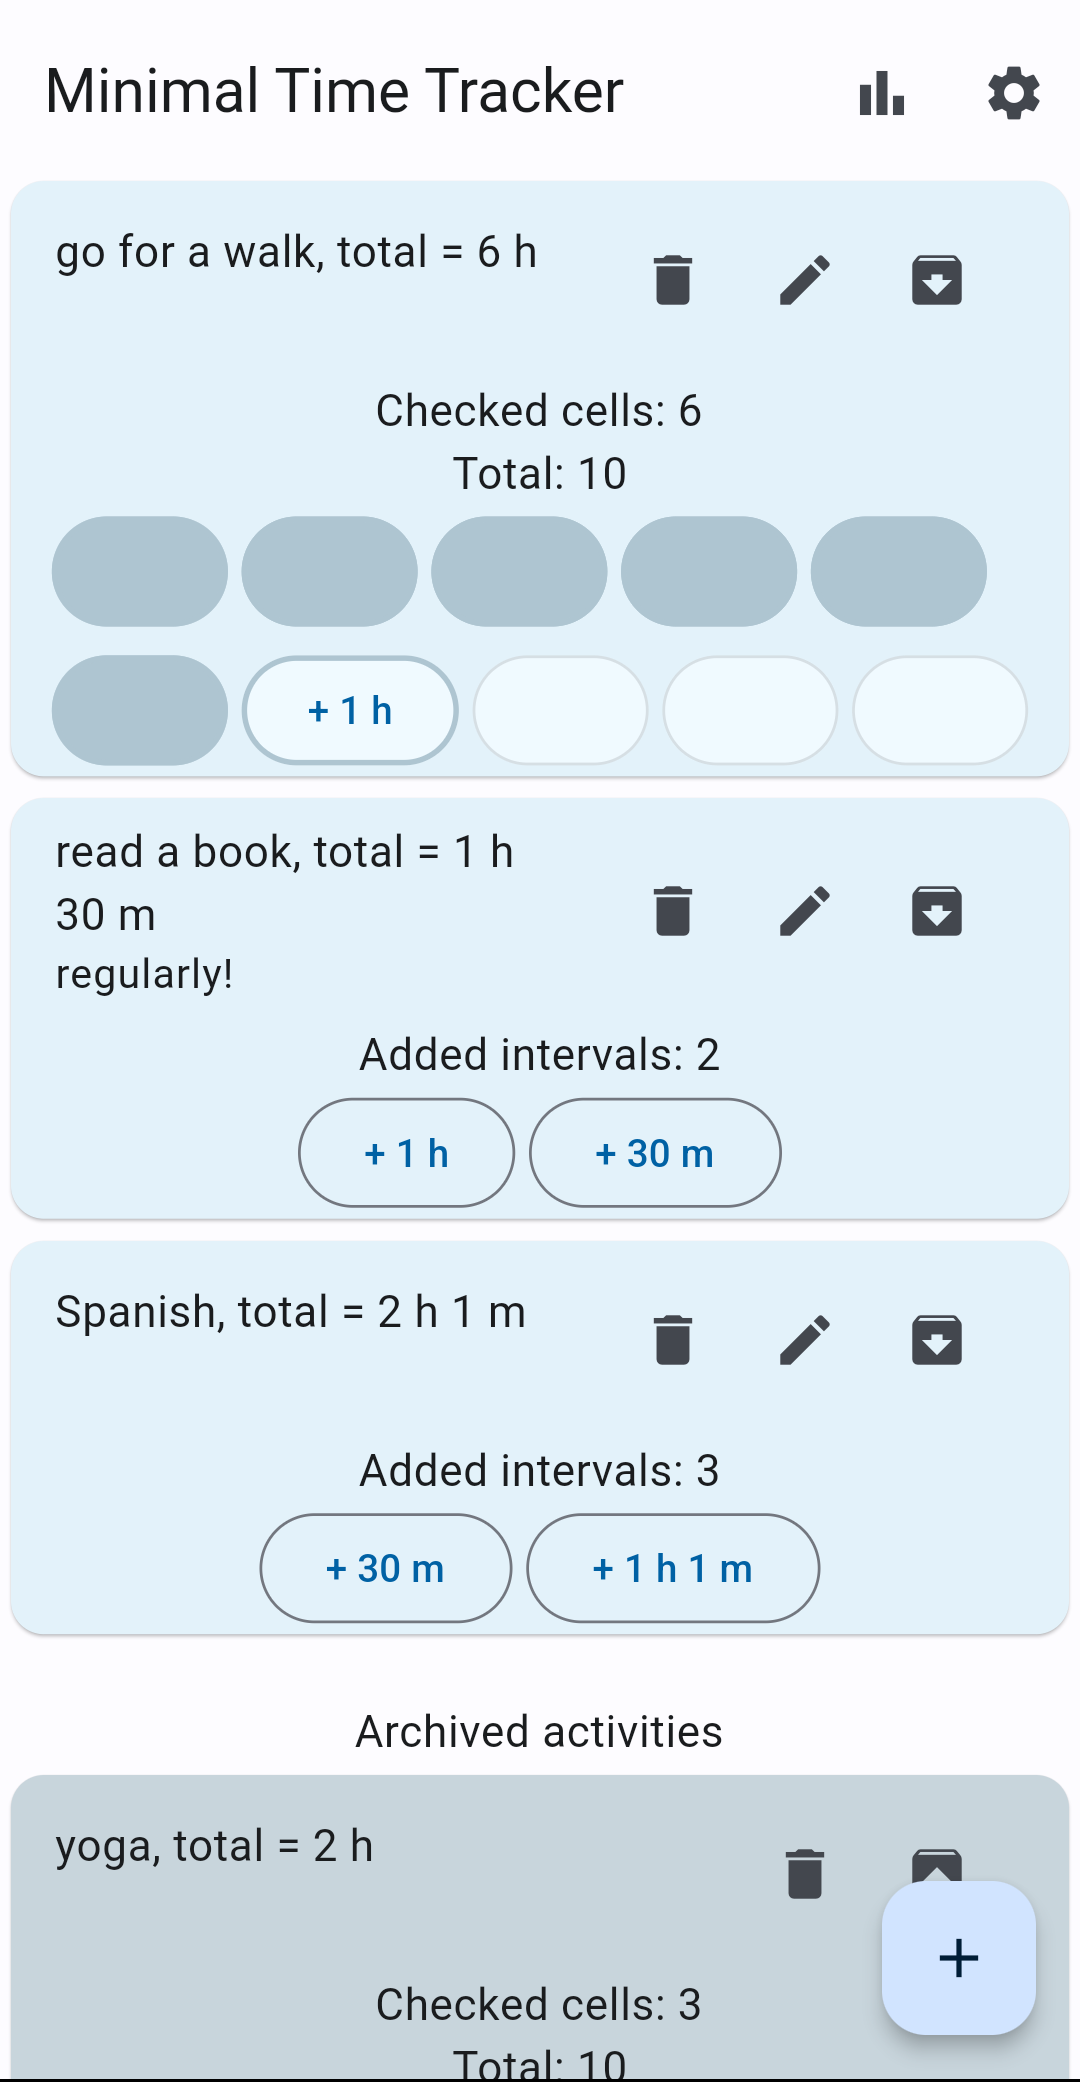 Minimal Time Tracker
go for a walk, total = 6 h
Checked cells: 6
Total: 10
+ 1 h
read a book, total = 1 h
30 m
regularly!
Added intervals: 2
+ 1 h + 30 m
Spanish, total = 2 h 1 m
Added intervals: 3
+ 30 m + 1 h 1 m
Archived activities
yoga, total = 2 h
Checked cells: 3
Total: 10